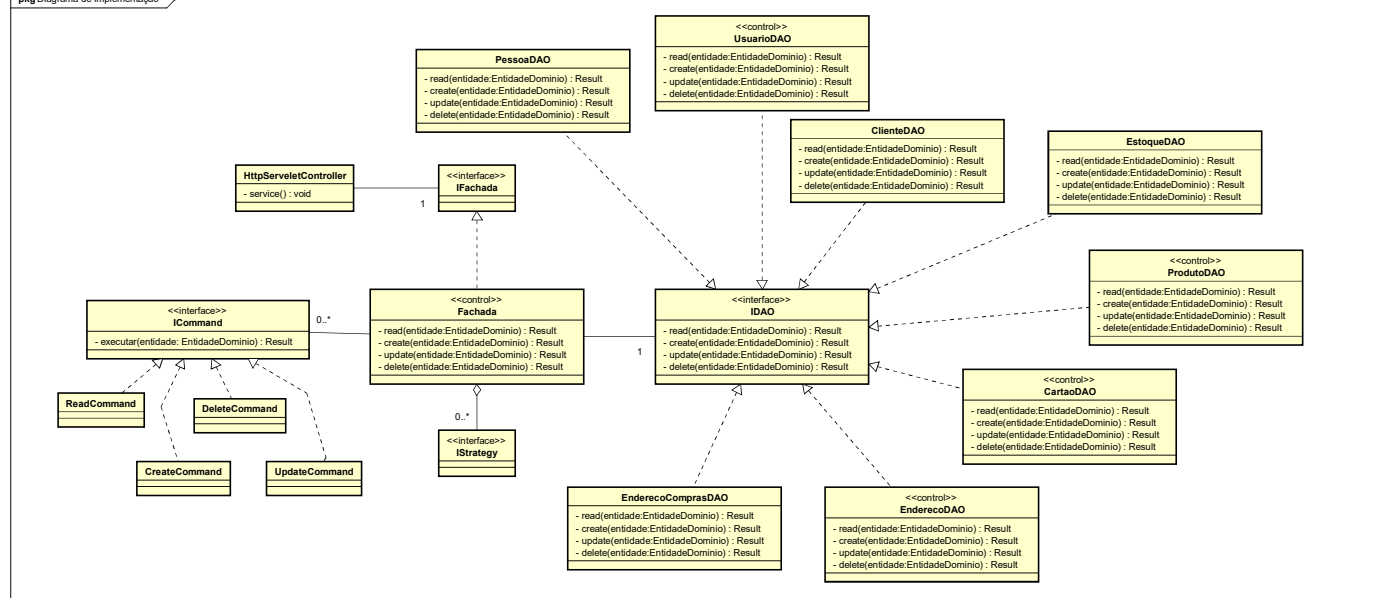 pkg Diagrama de Implementação
<<control>>
UsuarioDAO
- read(entidade:EntidadeDominio) : Result
- create(entidade:EntidadeDominio) : Result
- update(entidade:EntidadeDominio) : Result
- delete(entidade:EntidadeDominio) : Result
PessoaDAO
- read(entidade:EntidadeDominio) : Result
- create(entidade:EntidadeDominio) : Result
- update(entidade:EntidadeDominio) : Result
- delete(entidade:EntidadeDominio) : Result
ClienteDAO
- read(entidade:EntidadeDominio) : Result
- create(entidade:EntidadeDominio) : Result
- update(entidade:EntidadeDominio) : Result
- delete(entidade:EntidadeDominio) : Result
EstoqueDAO
- read(entidade:EntidadeDominio) : Result
- create(entidade:EntidadeDominio) : Result
- update(entidade:EntidadeDominio) : Result
- delete(entidade:EntidadeDominio) : Result
HttpServeletController
- service() : void
1
<<interface>>
IFachada
<<control>>
ProdutoDAO
- read(entidade:EntidadeDominio) : Result
- create(entidade:EntidadeDominio) : Result
- update(entidade:EntidadeDominio) : Result
- delete(entidade:EntidadeDominio) : Result
<<interface>>
ICommand
- executar(entidade: EntidadeDominio) : Result
0..*
<<control>>
Fachada
- read(entidade:EntidadeDominio) : Result
- create(entidade:EntidadeDominio) : Result
- update(entidade:EntidadeDominio) : Result
- delete(entidade:EntidadeDominio) : Result
1
<<interface>>
IDAO
- read(entidade:EntidadeDominio) : Result
- create(entidade:EntidadeDominio) : Result
- update(entidade:EntidadeDominio) : Result
- delete(entidade:EntidadeDominio) : Result
<<control>>
CartaoDAO
- read(entidade:EntidadeDominio) : Result
- create(entidade:EntidadeDominio) : Result
- update(entidade:EntidadeDominio) : Result
- delete(entidade:EntidadeDominio) : Result
ReadCommand
DeleteCommand
CreateCommand
UpdateCommand
0..*
<<interface>>
IStrategy
EnderecoComprasDAO
- read(entidade:EntidadeDominio) : Result
- create(entidade:EntidadeDominio) : Result
- update(entidade:EntidadeDominio) : Result
- delete(entidade:EntidadeDominio) : Result
<<control>>
EnderecoDAO
- read(entidade:EntidadeDominio) : Result
- create(entidade:EntidadeDominio) : Result
- update(entidade:EntidadeDominio) : Result
- delete(entidade:EntidadeDominio) : Result